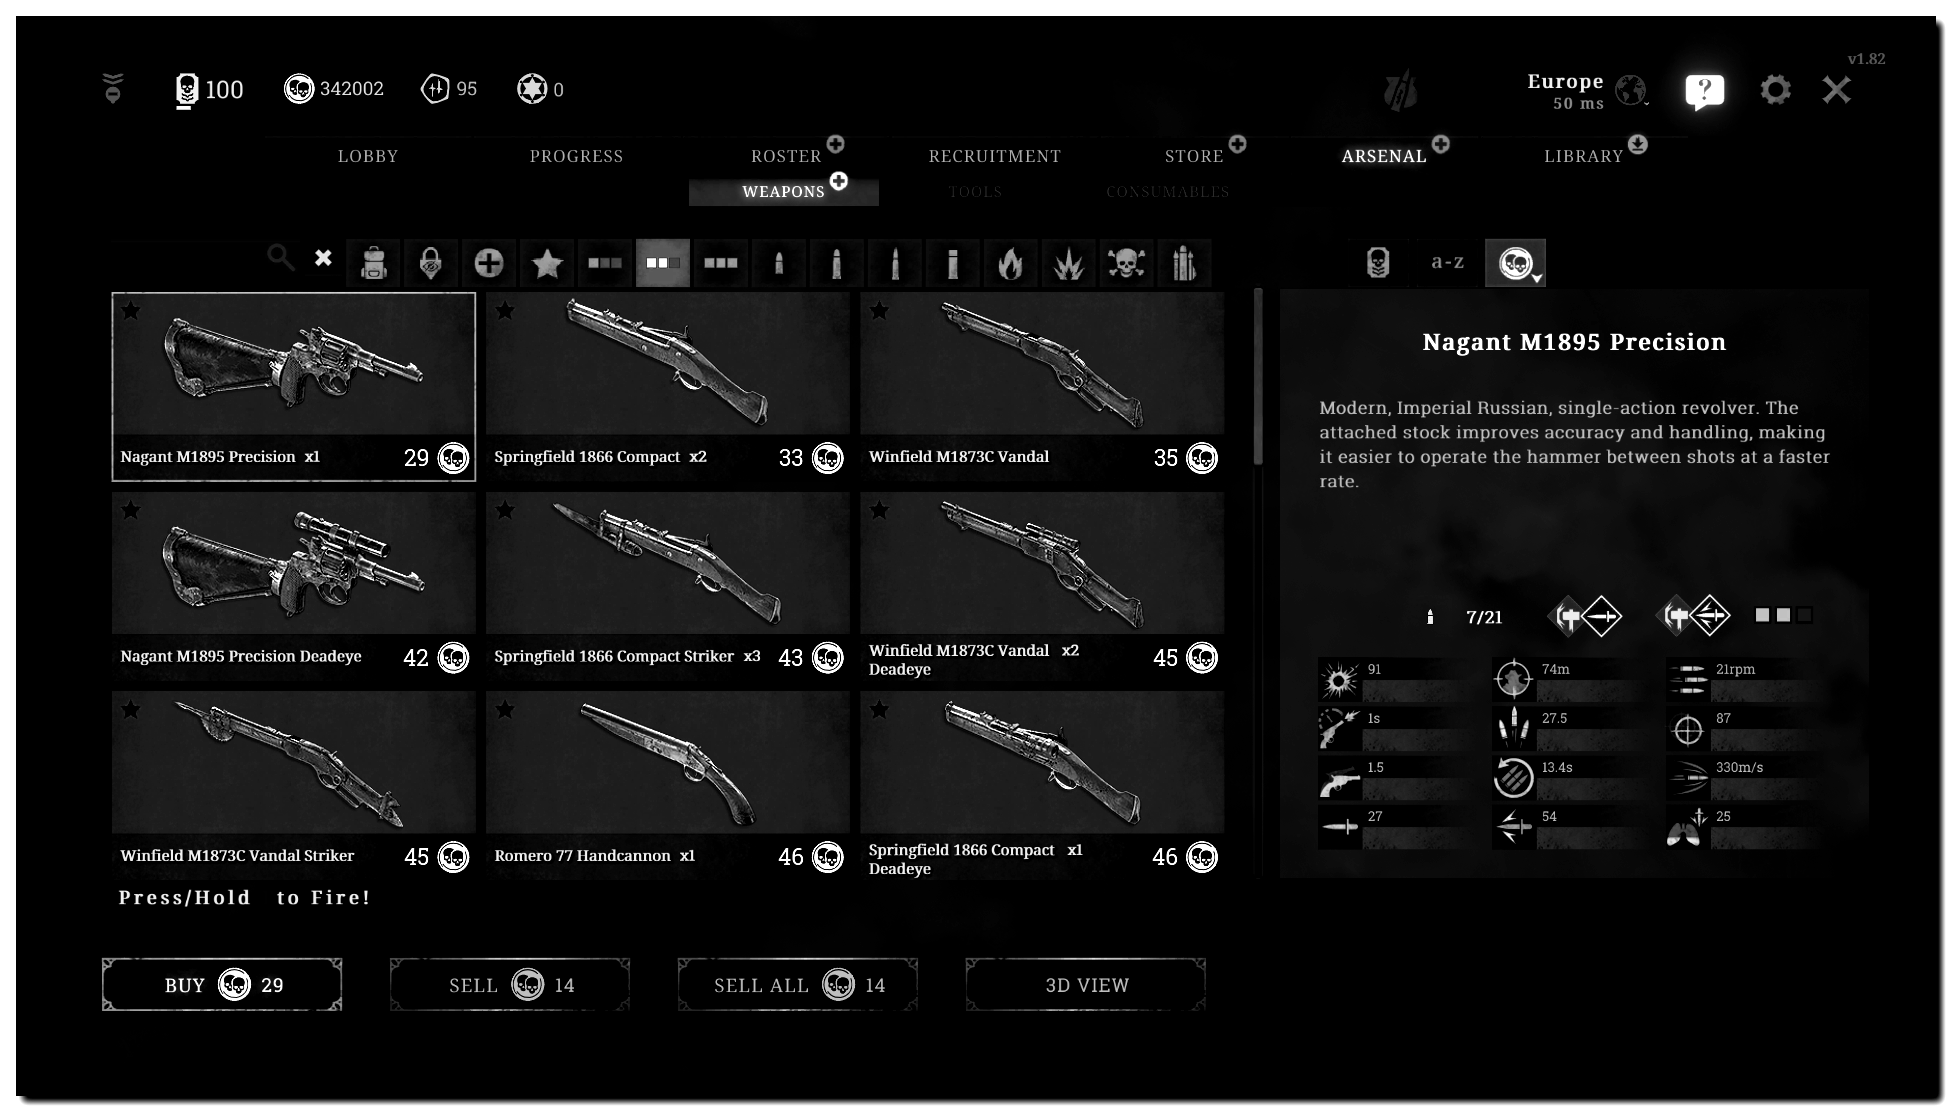 v1.82
100 342002 95 0 Europe
50 ms
LOBBY PROGRESS ROSTER RECRUITMENT STORE ARSENAL LIBRARY
WEAPONS TOOLS CONSUMABLES
a-z
Nagant M1895 Precision x1 29
Springfield 1866 Compact x2 33
Winfield M1873C Vandal 35
Nagant M1895 Precision Deadeye 42
Springfield 1866 Compact Striker x3 43
Winfield M1873C Vandal x2 45
Deadeye
Winfield M1873C Vandal Striker 45
Romero 77 Handcannon x1 46
Springfield 1866 Compact x1 46
Deadeye
Nagant M1895 Precision
Modern, Imperial Russian, single-action revolver. The
attached stock improves accuracy and handling, making
it easier to operate the hammer between shots at a faster
rate.
7/21
91 74m 21rpm
1s 27.5 87
1.5 13.4s 330m/s
27 54 25
Press/Hold to Fire!
BUY 29 SELL 14 SELL ALL 14 3D VIEW